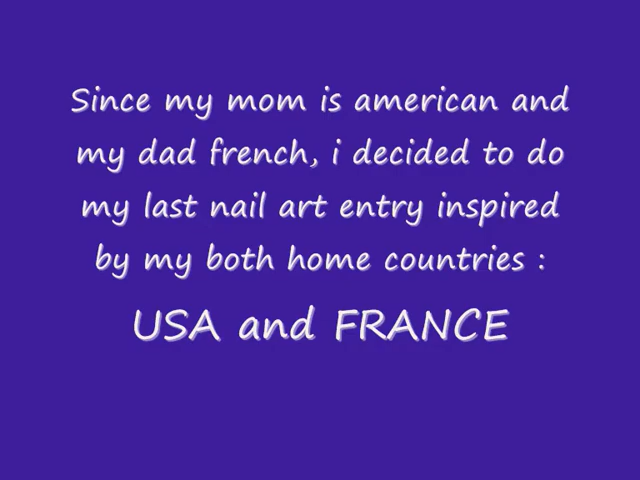 Since my mom is american and
my dad french, i decided to do
my last nail art entry inspired
by my both home countries :
USA and FRANCE